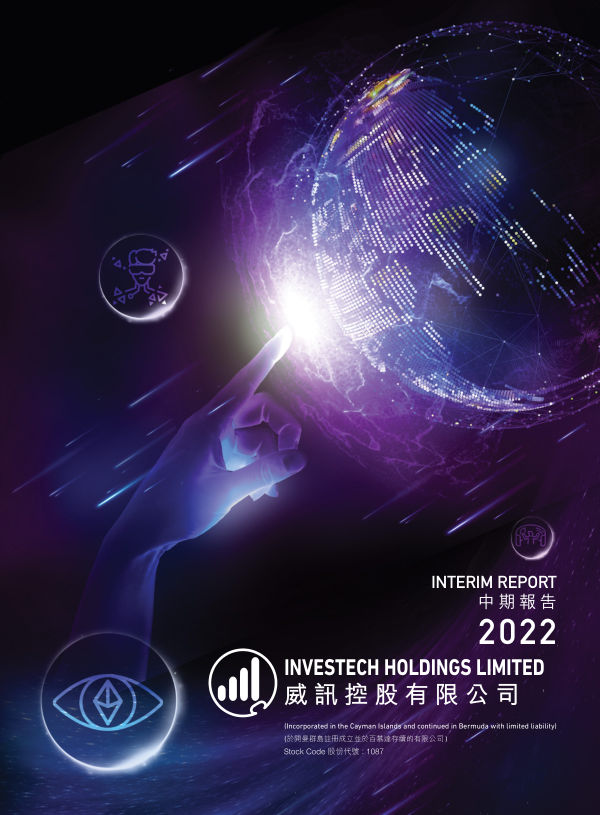 INTERIM REPORT
中期報告
2022
INVESTECH HOLDINGS LIMITED
威訊控股有限公司
(Incorporated in the Cayman Islands and continued in Bermuda with limited liability)
(於開曼群島註冊成立並於百慕達存續的有限公司)
Stock Code 股份代號 : 1087